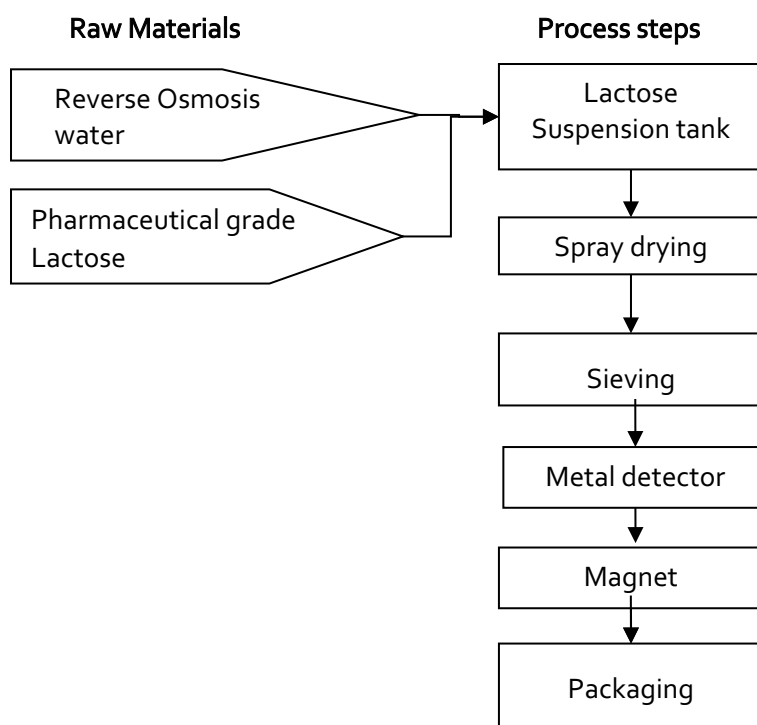 Raw Materials
Process steps
Reverse Osmosis
water
Lactose
Suspension tank
Pharmaceutical grade
Lactose
Spray drying
Sieving
Metal detector
Magnet
Packaging